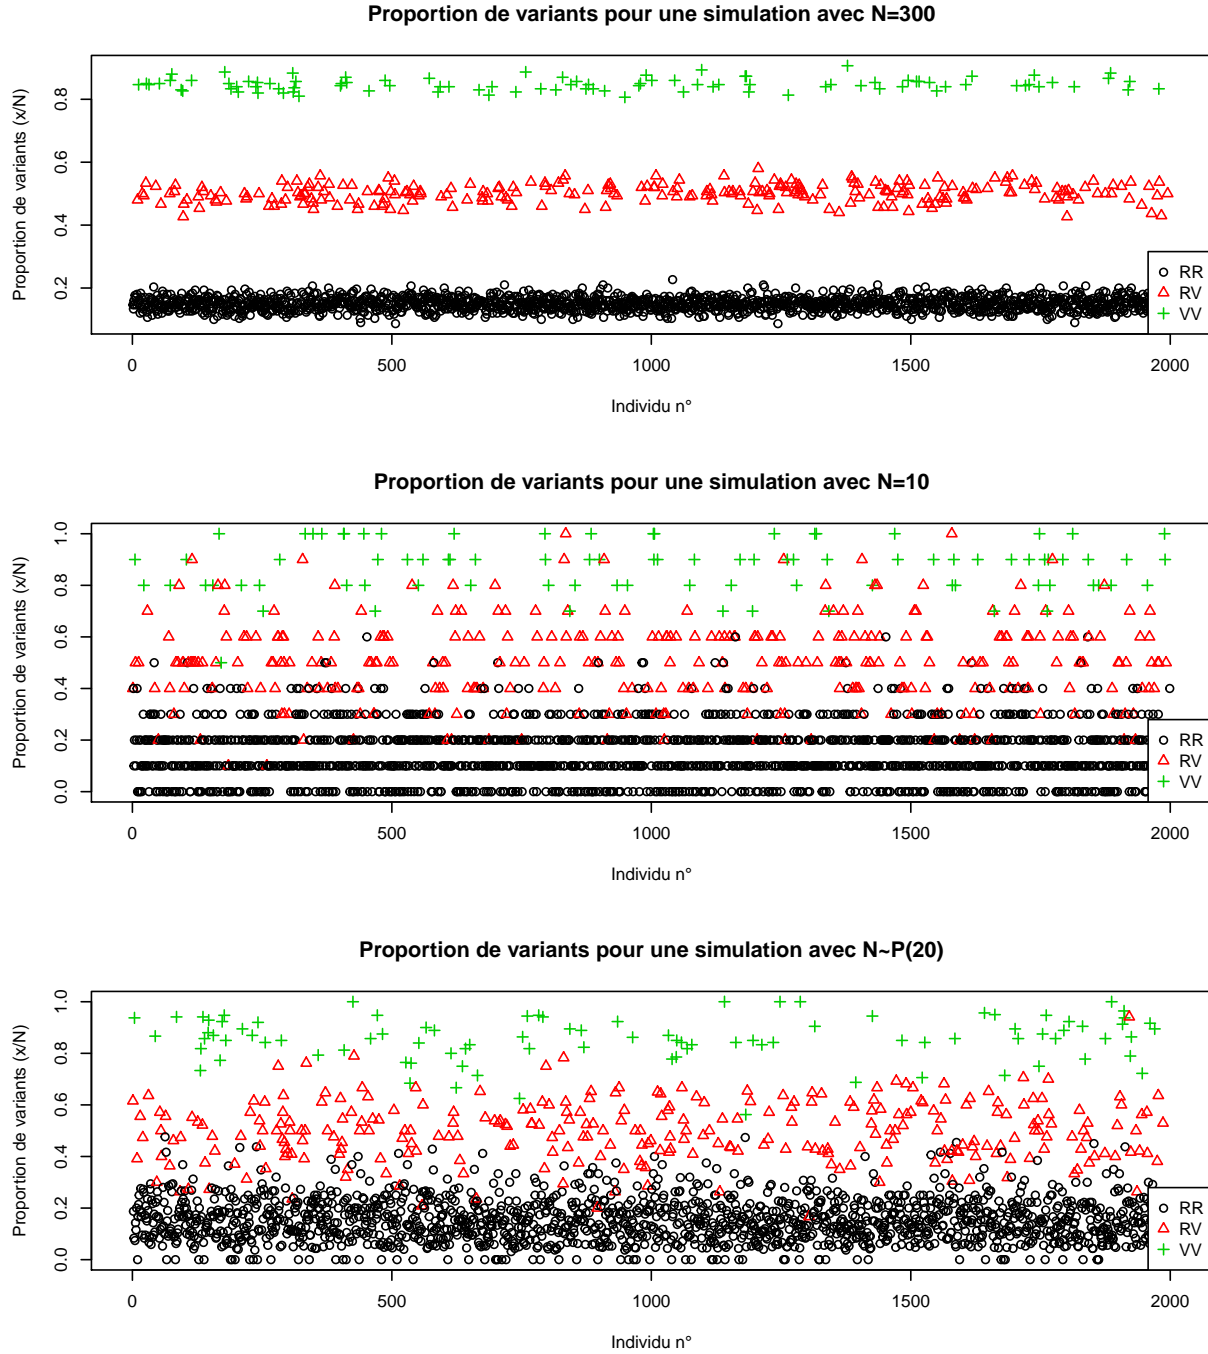 Proportion de variants pour une simulation avec N=300
Proportion de variants (x/N)
0.8
0.6
0.4
0.2
RR
RV
VV
0
500
1000
1500
2000
Individu n°
Proportion de variants pour une simulation avec N=10
Proportion de variants (x/N)
1.0
0.8
0.6
0.4
0.2
0.0
RR
RV
VV
0
500
1000
1500
2000
Individu n°
Proportion de variants pour une simulation avec N~P(20)
Proportion de variants (x/N)
1.0
0.8
0.6
0.4
0.2
0.0
RR
RV
VV
0
500
1000
1500
2000
Individu n°